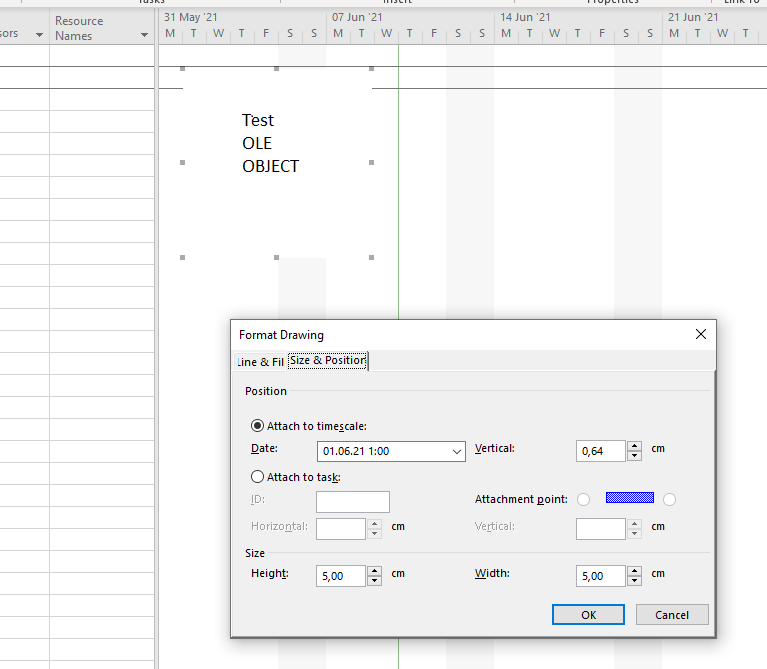 Tasks Insert Properties Link To
sors Resource Names 31 May '21 07 Jun '21 14 Jun '21 21 Jun '21
M T W T F S S M T W T F S S M T W T F S S M T W T
Test
OLE
OBJECT
Format Drawing
Line & Fil Size & Position
Position
Attach to timescale:
Date: 01.06.21 1:00 Vertical: 0,64 cm
Attach to task:
ID: Attachment point:
Horizontal: cm Vertical: cm
Size
Height: 5,00 cm Width: 5,00 cm
OK Cancel